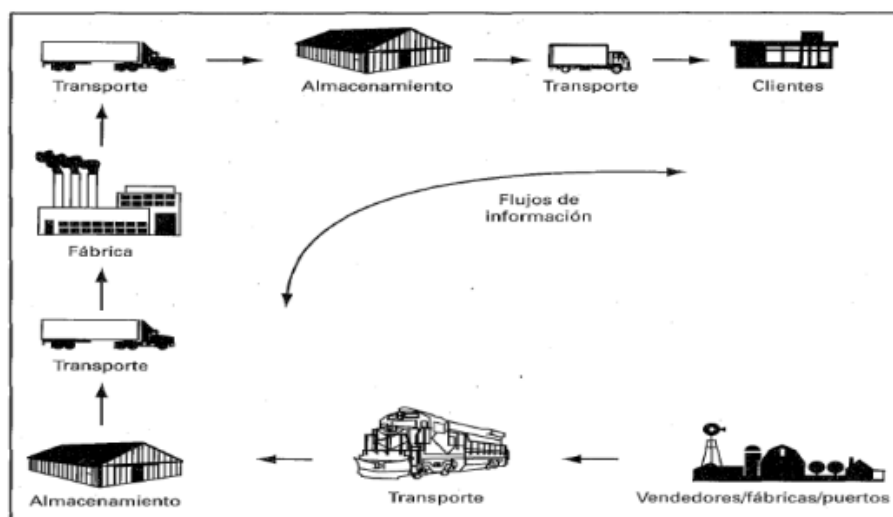 Transporte
Almacenamiento
Transporte
Clientes
Flujos de
información
Fábrica
Transporte
Almacenamiento
Transporte
Vendedores/fábricas/puertos